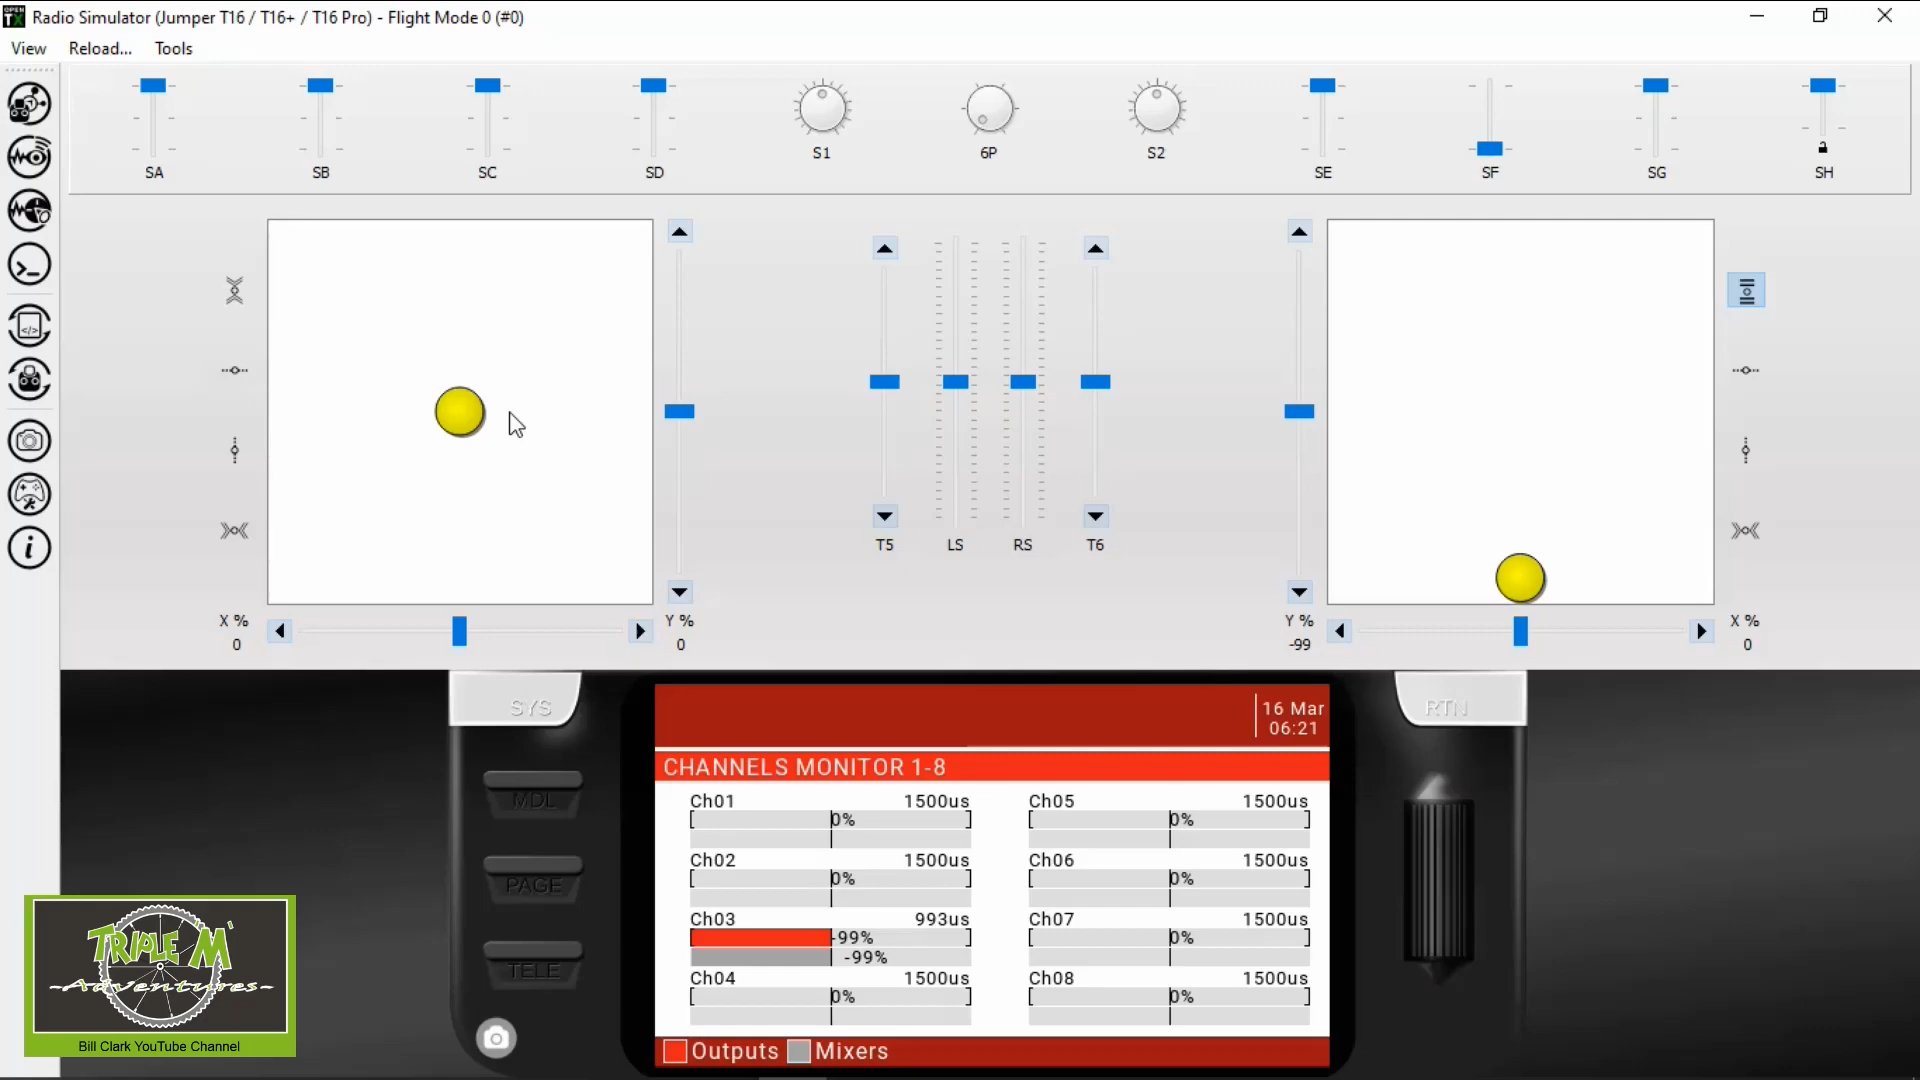 Radio Simulator (Jumper T16 / T16+ / T16 Pro) - Flight Mode 0 (#0)
View Reload... Tools
S1 6P S2
SA SB SC SD SE SF SG SH
T5 LS RS T6
X % Y % Y % X %
0 0 -99 0
SYS RTN
16 Mar
06:21
CHANNELS MONITOR 1-8
MDL
PAGE
TELE
Ch01 1500us Ch05 1500us
0% 0%
Ch02 1500us Ch06 1500us
0% 0%
Ch03 993us Ch07 1500us
-99% 0%
-99%
Ch04 1500us Ch08 1500us
0% 0%
Outputs Mixers
TRIPLE M
-Adventures-
Bill Clark YouTube Channel